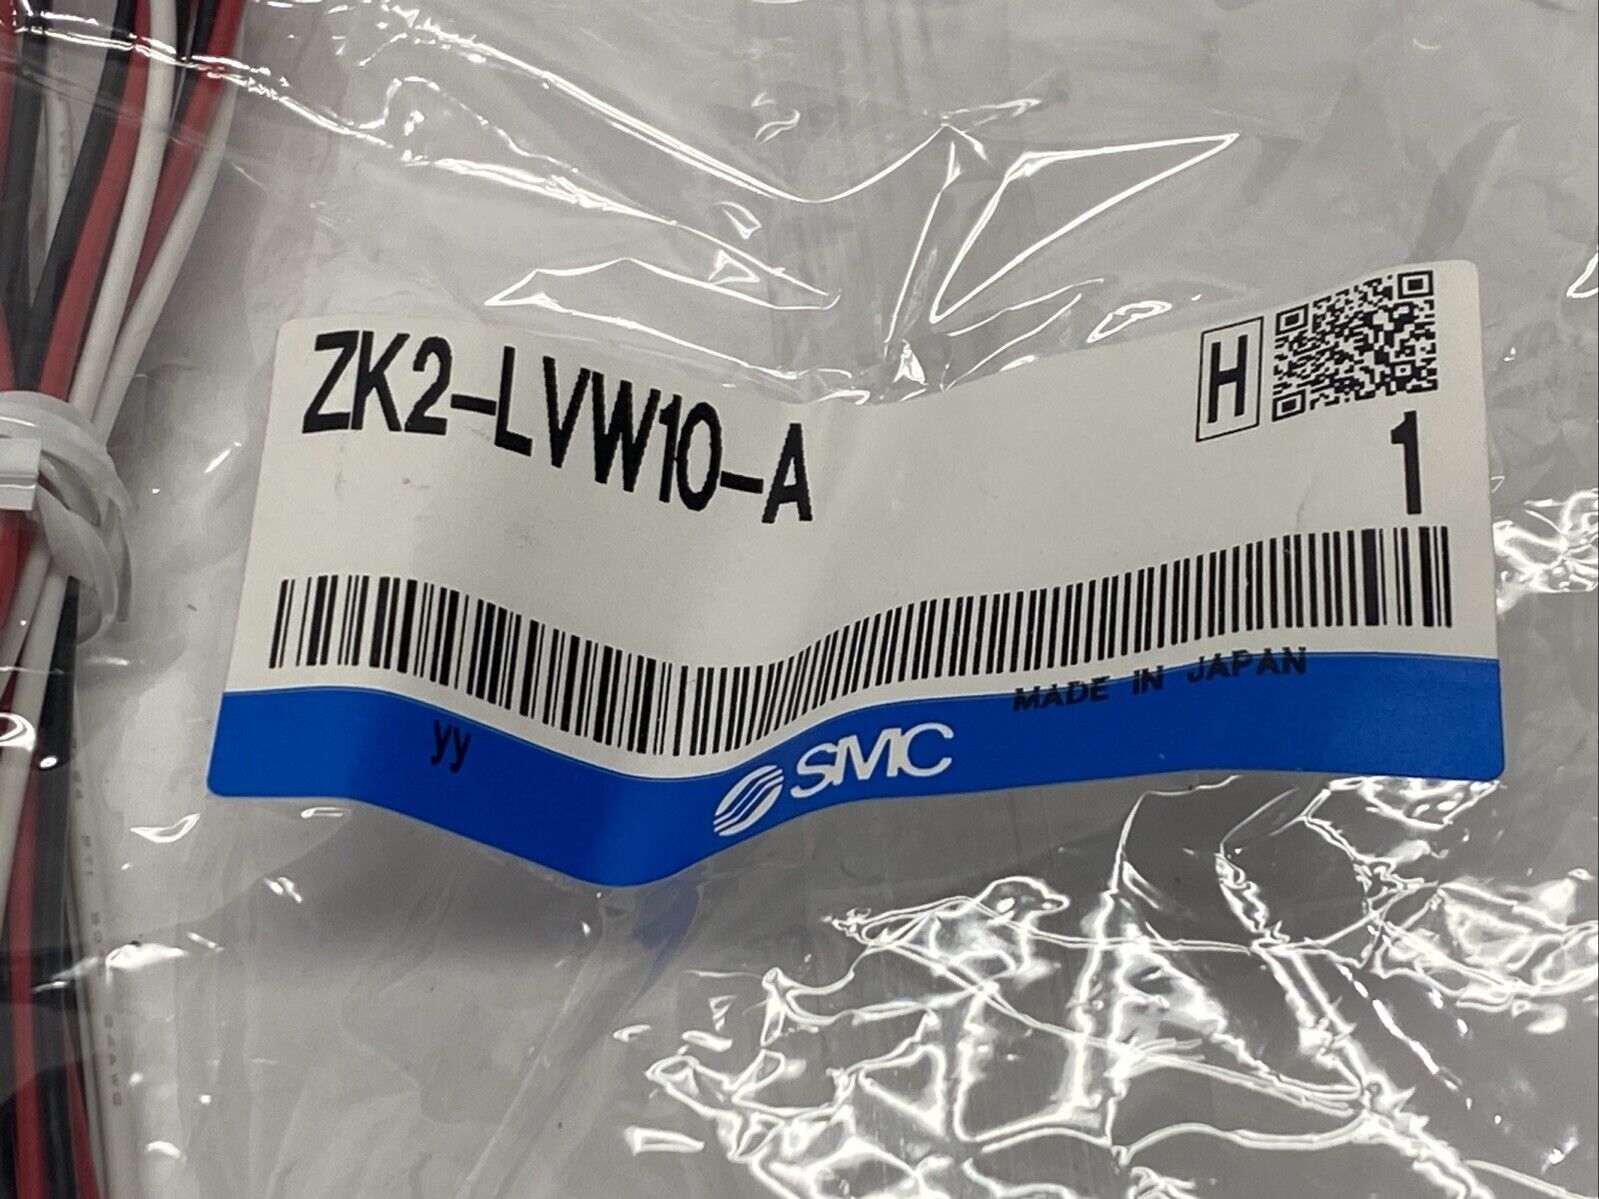 ZK2-LVW10-A
H
1
MADE IN JAPAN
yy
SMC